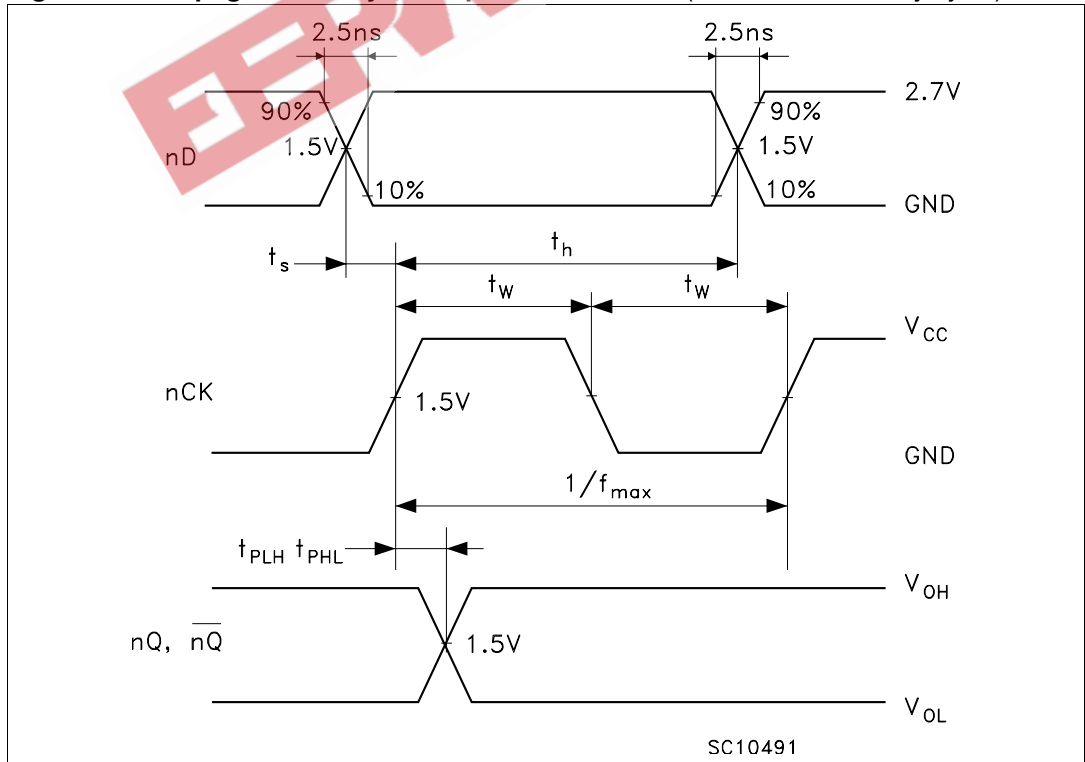 2.5ns 2.5ns
2.7V
90% 90%
nD 1.5V 1.5V
10% 10%
GND
ts th
tW tW
VCC
nCK 1.5V
GND
1/fmax
tPLH tPHL
VOH
nQ, n̅Q̅ 1.5V
VOL
SC10491